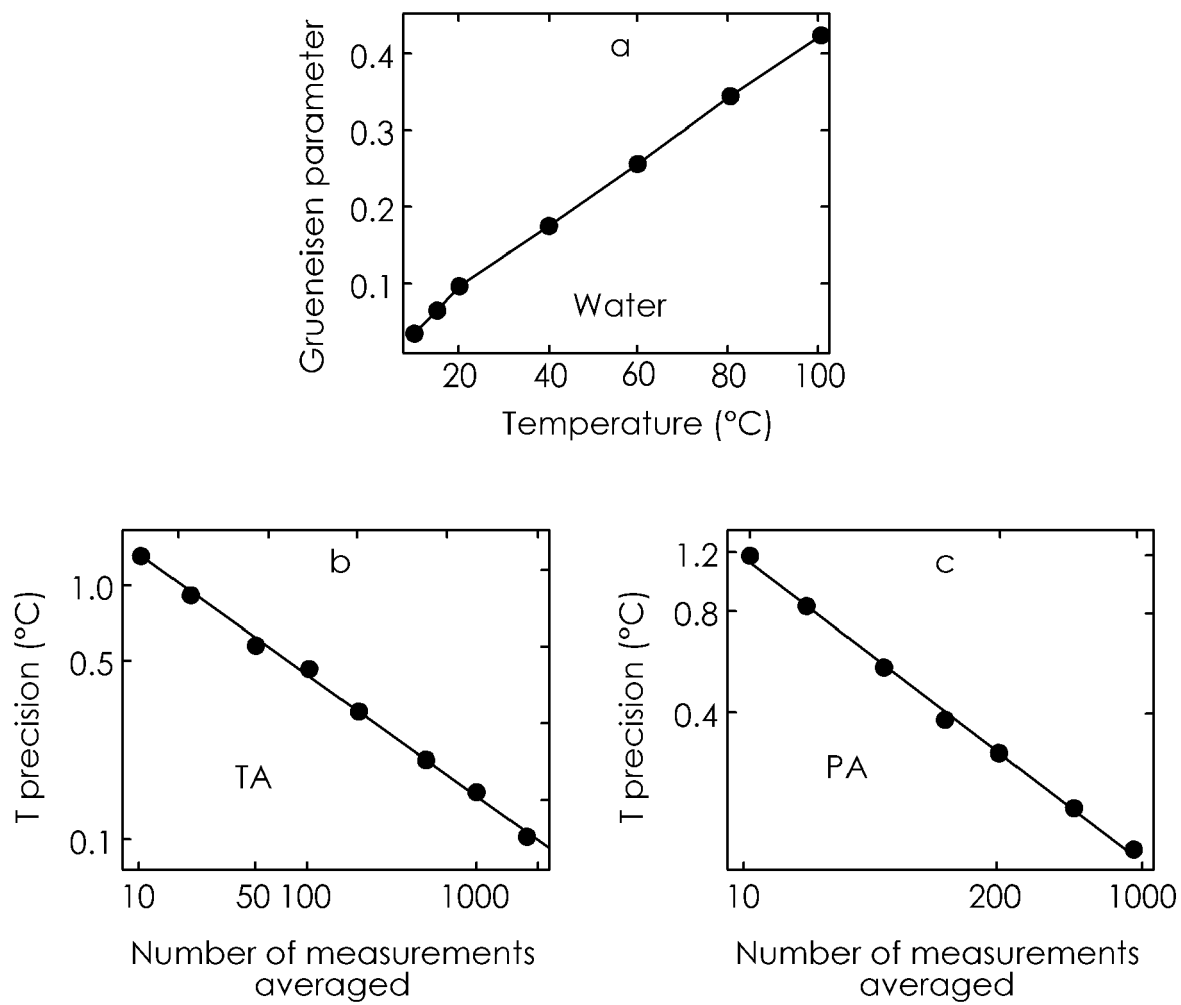 a
Grueneisen parameter
0.4
0.3
0.2
0.1
Water
20 40 60 80 100
Temperature (°C)
b
T precision (°C)
1.0
0.5
0.1
TA
10 50 100 1000
Number of measurements
averaged
c
T precision (°C)
1.2
0.8
0.4
PA
10 200 1000
Number of measurements
averaged